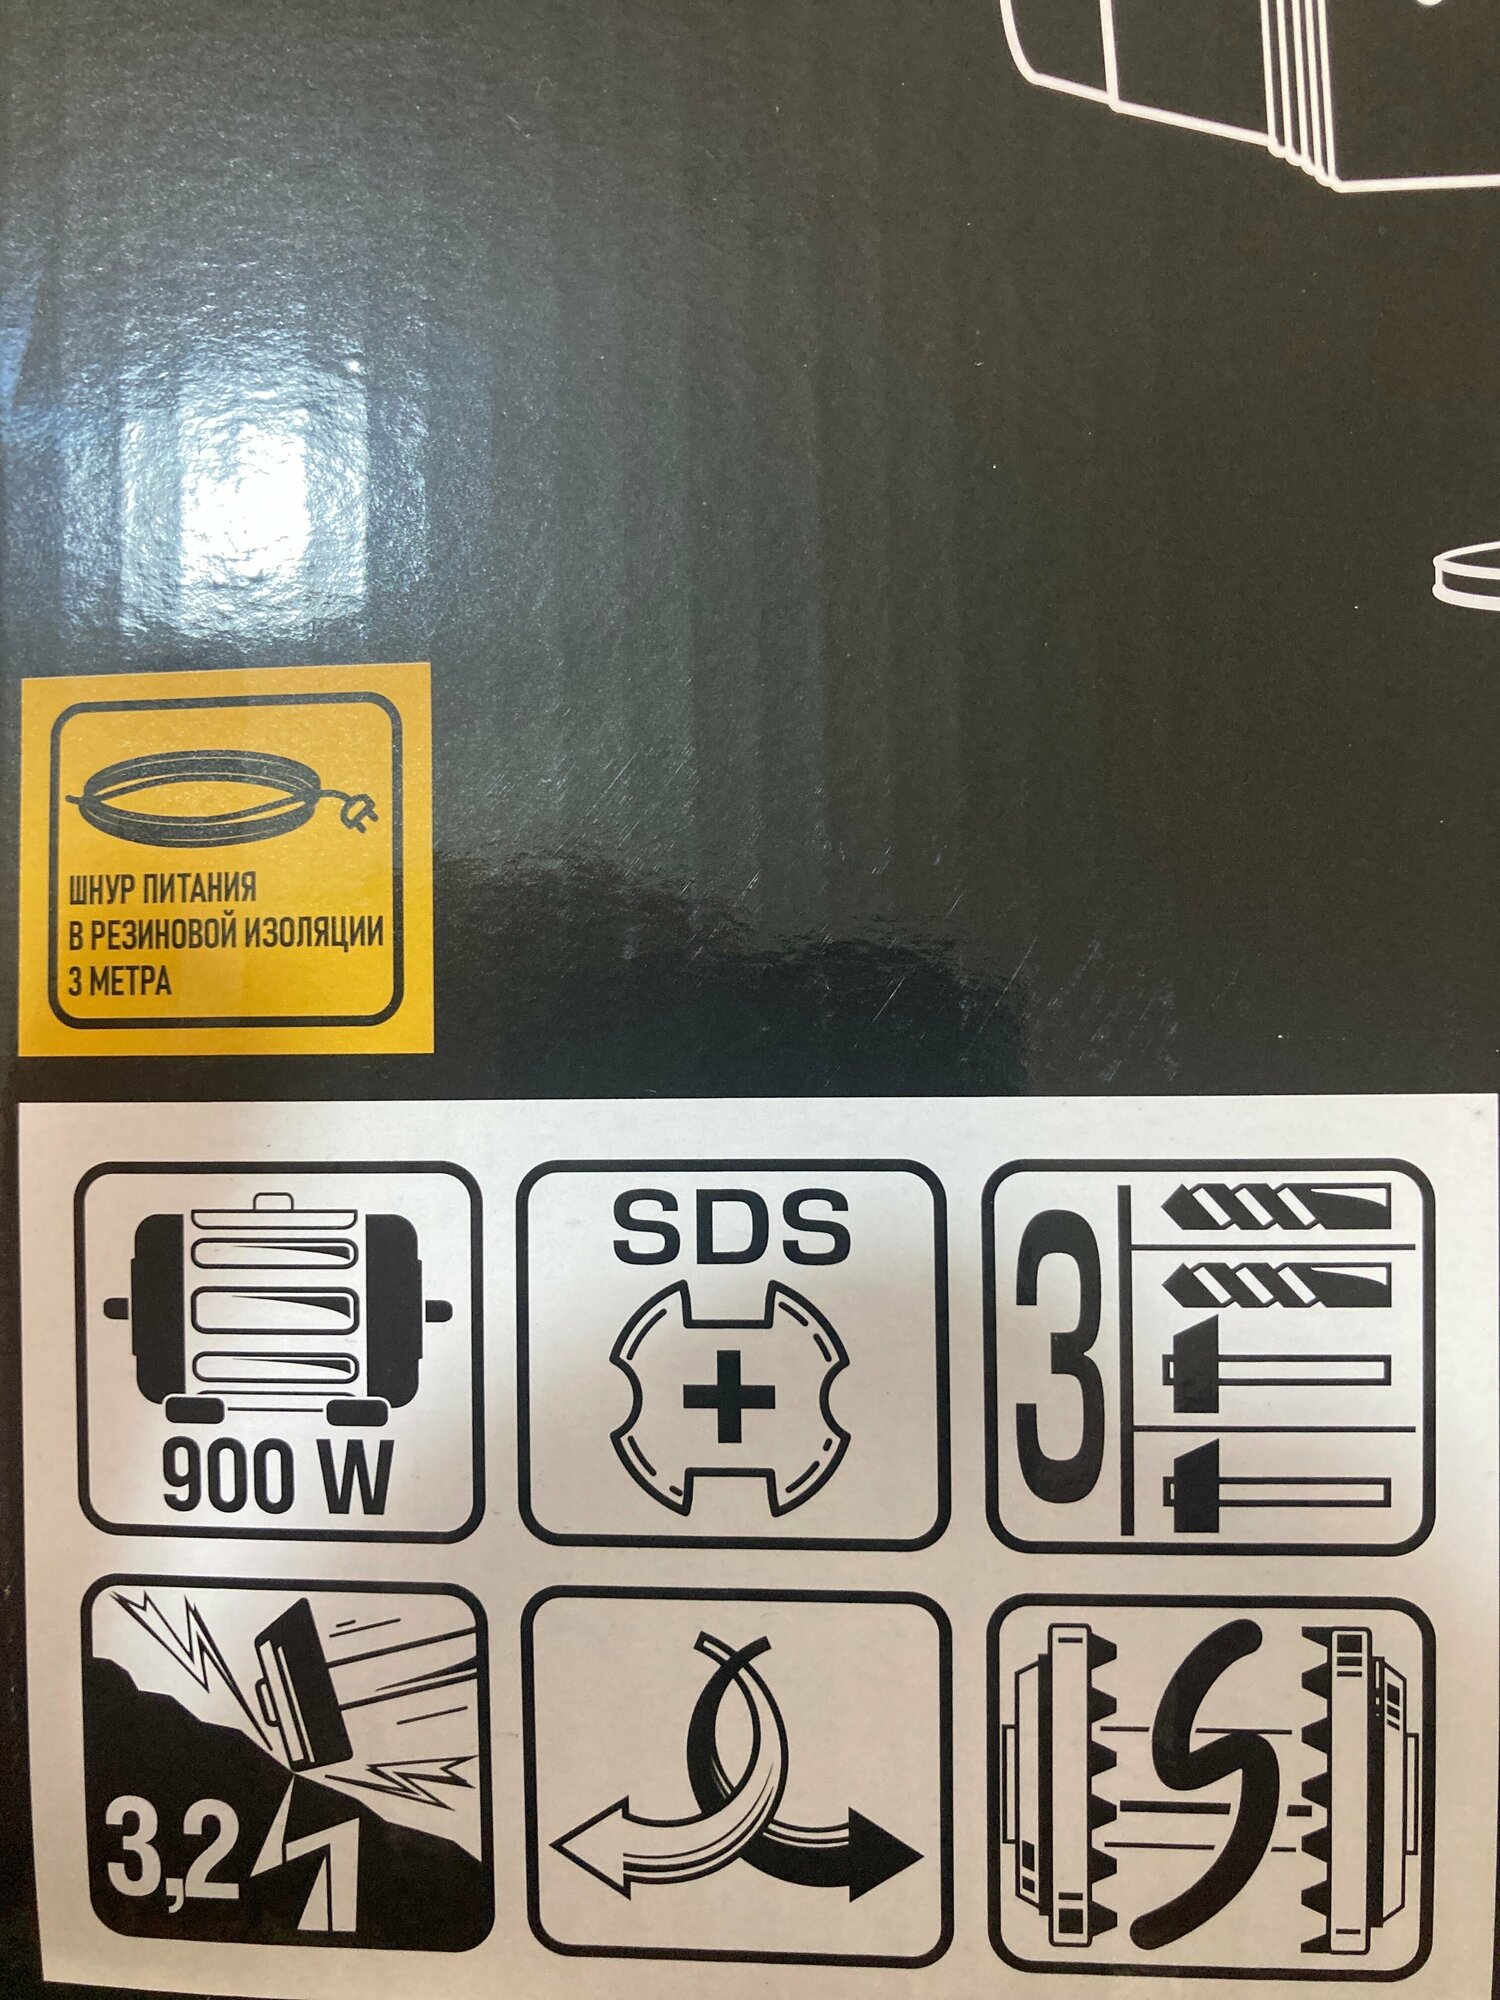 ШНУР ПИТАНИЯ
В РЕЗИНОВОЙ ИЗОЛЯЦИИ
3 МЕТРА
900 W
SDS
3
3,2